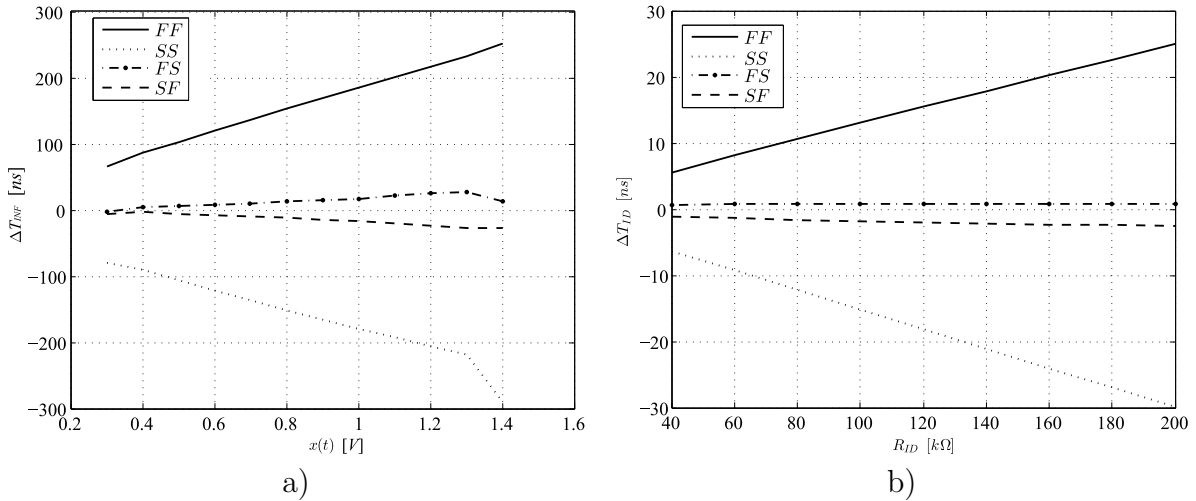 300
200
100
0
−100
−200
−300
0.2 0.4 0.6 0.8 1 1.2 1.4 1.6
ΔT_INF [ns]
x(t) [V]
FF
SS
FS
SF
a)
30
20
10
0
−10
−20
−30
40 60 80 100 120 140 160 180 200
ΔT_ID [ns]
R_ID [kΩ]
FF
SS
FS
SF
b)